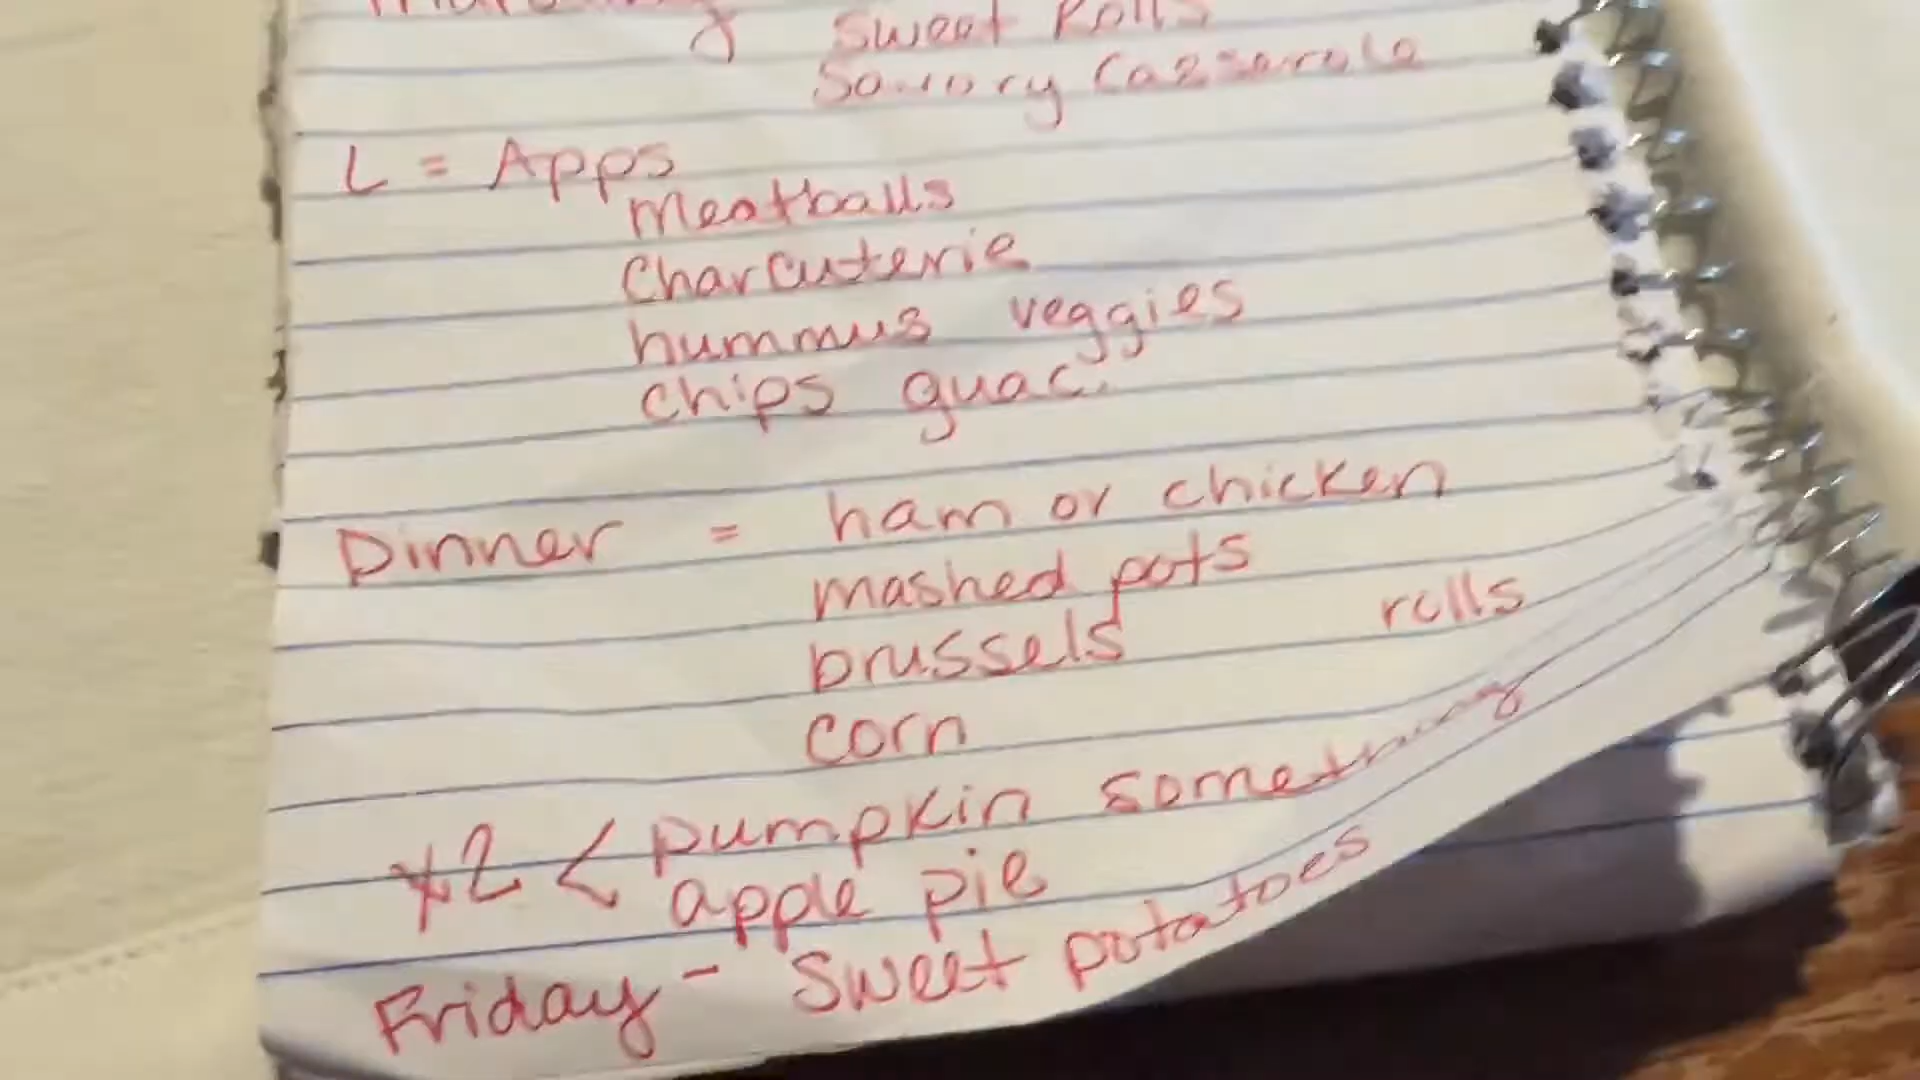 Sweet Rolls
Savory Casserole
L = Apps
meatballs
Charcuterie
hummus veggies
chips guac.
Dinner = ham or chicken
mashed pots
brussels rolls
corn
x2 < pumpkin something
apple pie
Friday - Sweet potatoes